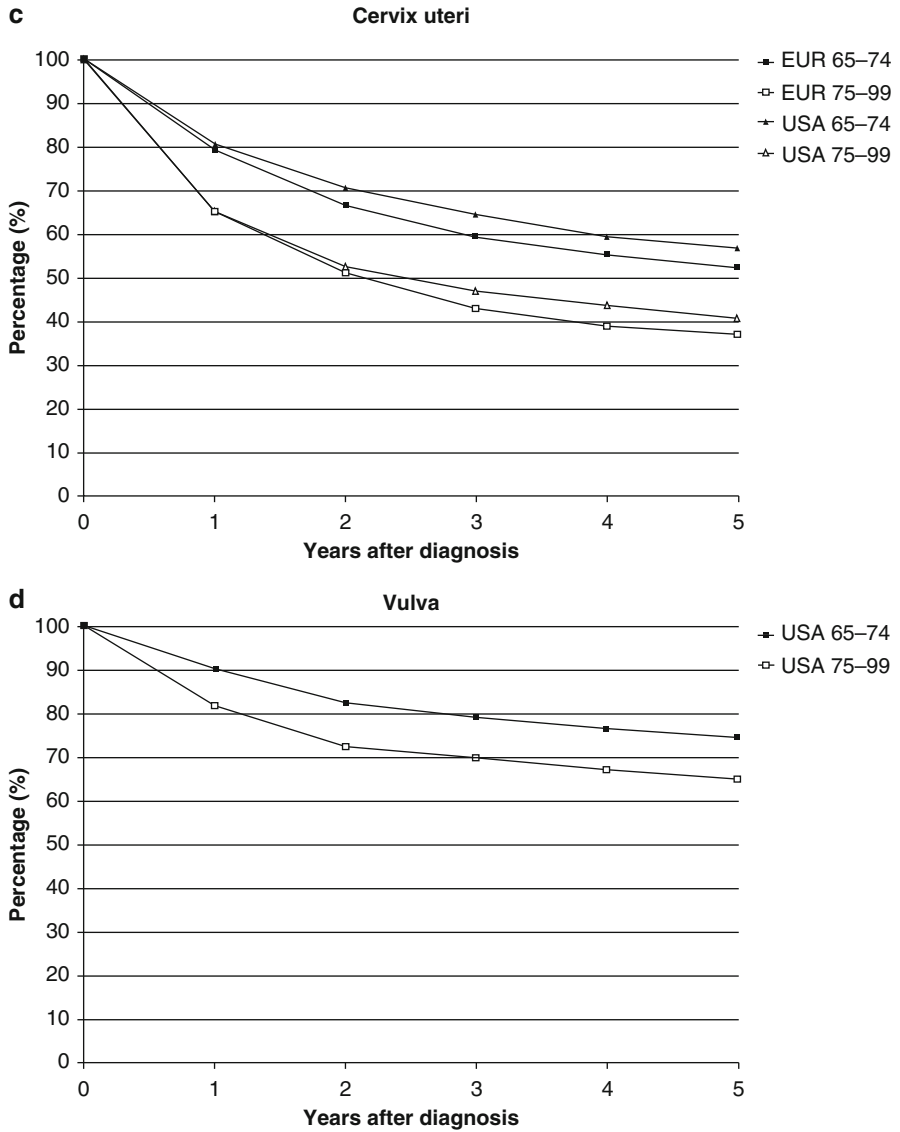 c
Cervix uteri
100
90
80
70
60
50
40
30
20
10
0
Percentage (%)
0 1 2 3 4 5
Years after diagnosis
EUR 65–74
EUR 75–99
USA 65–74
USA 75–99
d
Vulva
100
90
80
70
60
50
40
30
20
10
0
Percentage (%)
0 1 2 3 4 5
Years after diagnosis
USA 65–74
USA 75–99